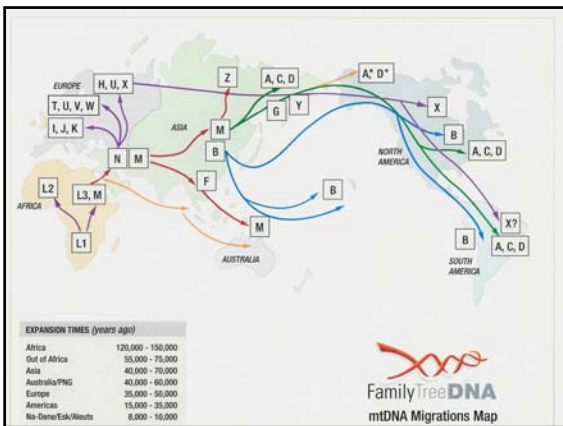 Z
A, C, D
A,* D*
EUROPE
H, U, X
T, U, V, W
I, J, K
ASIA
M
G
Y
X
B
B
N M
NORTH AMERICA
A, C, D
L2
L3, M
AFRICA
F
B
M
L1
AUSTRALIA
X?
B
SOUTH AMERICA
A, C, D
EXPANSION TIMES (years ago)
Africa 120,000 - 150,000
Out of Africa 55,000 - 75,000
Asia 40,000 - 70,000
Australia/PNG 40,000 - 60,000
Europe 35,000 - 50,000
Americas 15,000 - 35,000
Na-Dene/Esk/Aleuts 8,000 - 10,000
FamilyTreeDNA
mtDNA Migrations Map